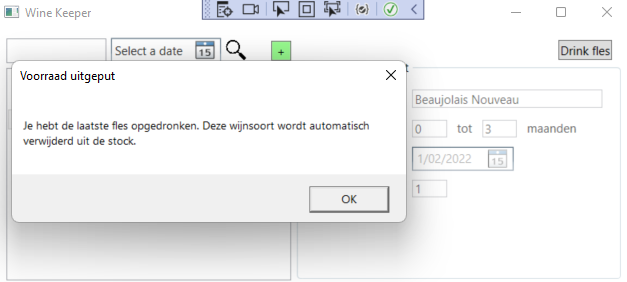 Wine Keeper
Select a date
15
+
Drink fles
Voorraad uitgeput
Je hebt de laatste fles opgedronken. Deze wijnsoort wordt automatisch
verwijderd uit de stock.
OK
Beaujolais Nouveau
0 tot 3 maanden
1/02/2022
15
1